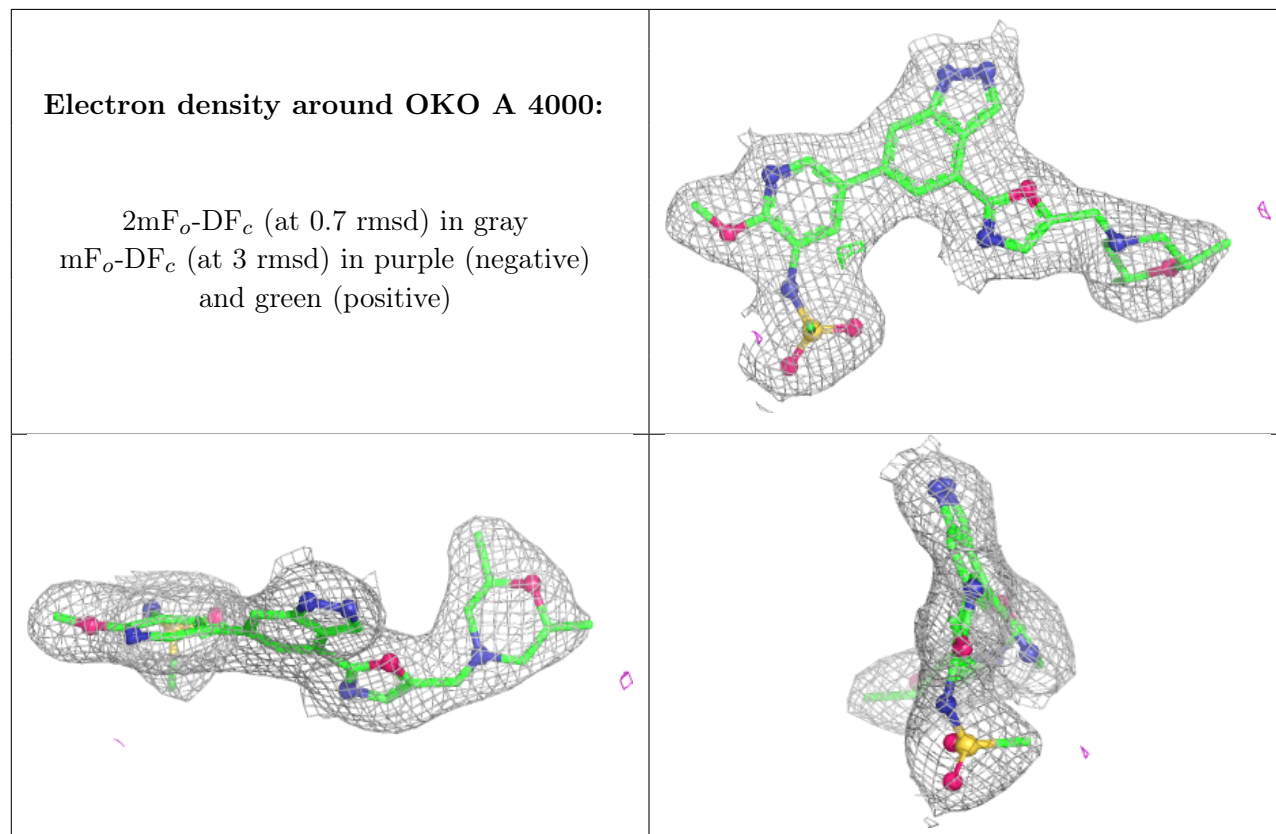 Electron density around OKO A 4000:
2mFo-DFc (at 0.7 rmsd) in gray
mFo-DFc (at 3 rmsd) in purple (negative)
and green (positive)